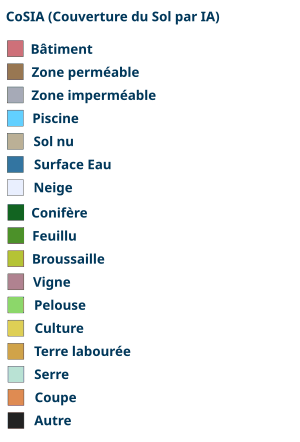 CoSIA (Couverture du Sol par IA)
Bâtiment
Zone perméable
Zone imperméable
Piscine
Sol nu
Surface Eau
Neige
Conifère
Feuillu
Broussaille
Vigne
Pelouse
Culture
Terre labourée
Serre
Coupe
Autre